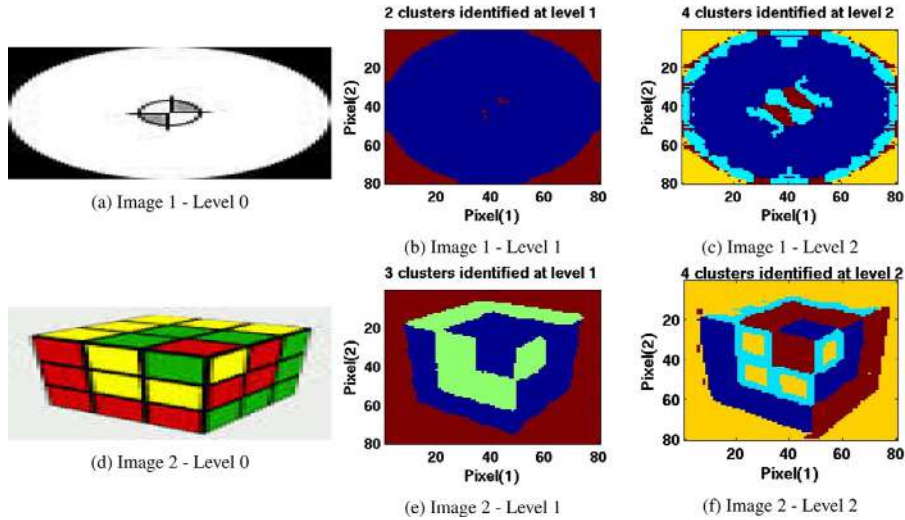 2 clusters identified at level 1
Pixel(2)
20
40
60
80
20 40 60 80
Pixel(1)
4 clusters identified at level 2
Pixel(2)
20
40
60
80
20 40 60 80
Pixel(1)
(a) Image 1 - Level 0
(b) Image 1 - Level 1
(c) Image 1 - Level 2
3 clusters identified at level 1
Pixel(2)
20
40
60
80
20 40 60 80
Pixel(1)
4 clusters identified at level 2
Pixel(2)
20
40
60
80
20 40 60 80
Pixel(1)
(d) Image 2 - Level 0
(e) Image 2 - Level 1
(f) Image 2 - Level 2